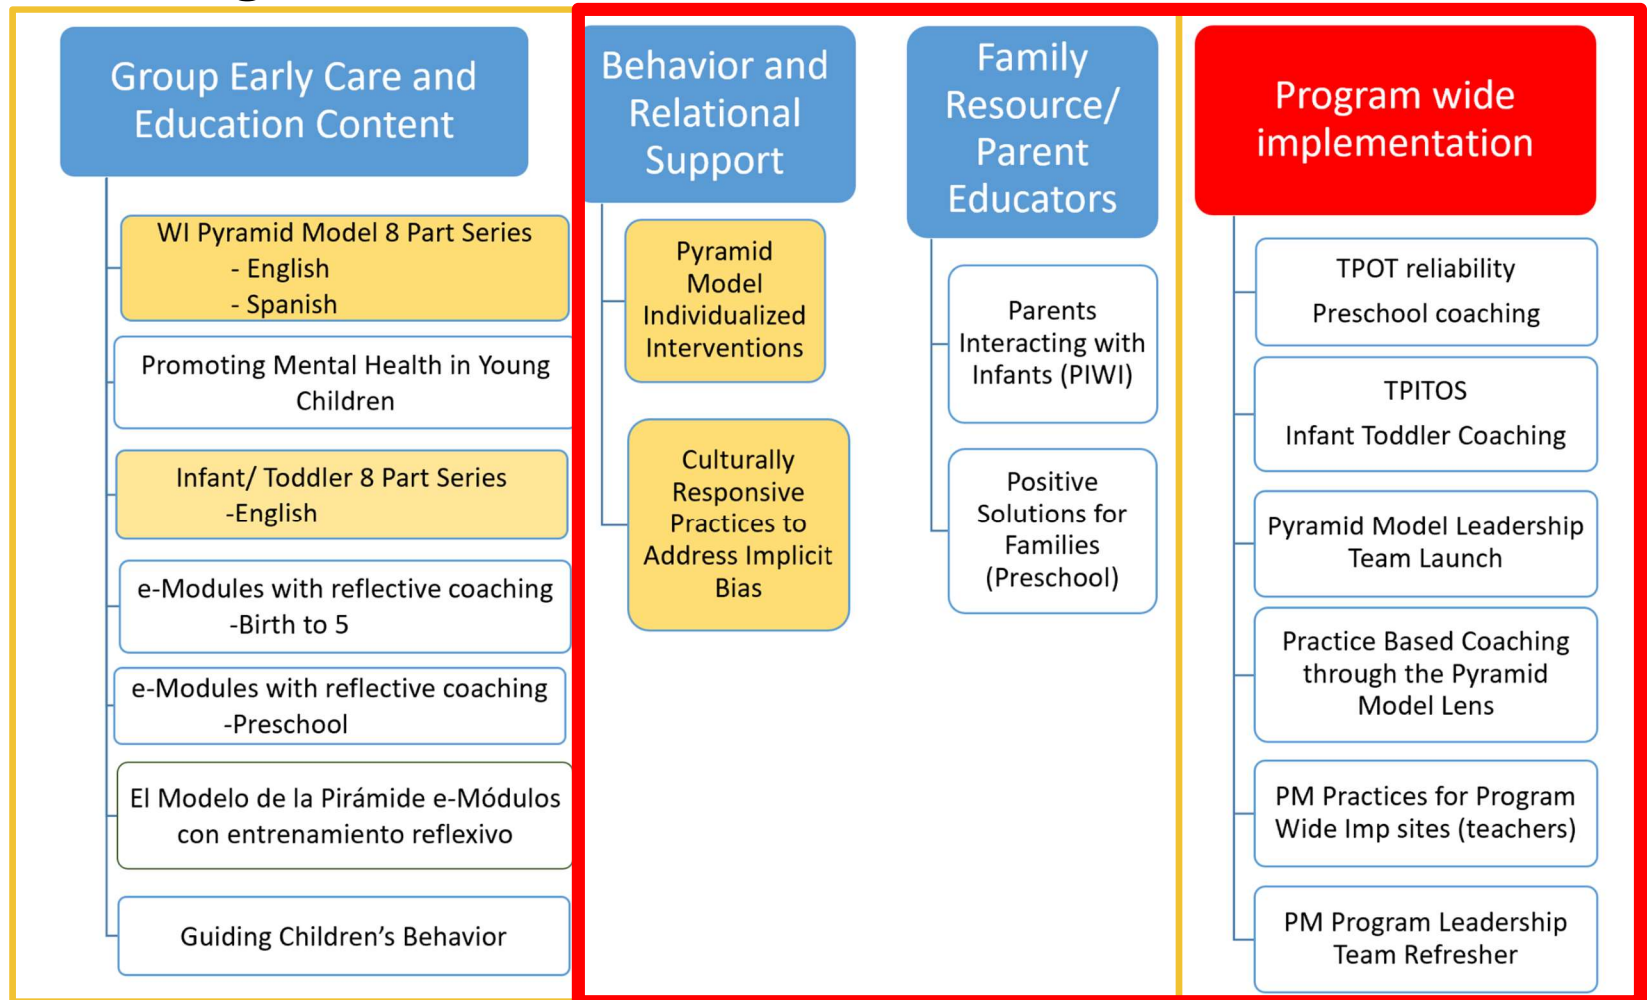 Group Early Care and
Education Content
WI Pyramid Model 8 Part Series
- English
- Spanish
Promoting Mental Health in Young
Children
Infant/ Toddler 8 Part Series
-English
e-Modules with reflective coaching
-Birth to 5
e-Modules with reflective coaching
-Preschool
El Modelo de la Pirámide e-Módulos
con entrenamiento reflexivo
Guiding Children’s Behavior
Behavior and
Relational
Support
Pyramid
Model
Individualized
Interventions
Culturally
Responsive
Practices to
Address Implicit
Bias
Family
Resource/
Parent
Educators
Parents
Interacting with
Infants (PIWI)
Positive
Solutions for
Families
(Preschool)
Program wide
implementation
TPOT reliability
Preschool coaching
TPITOS
Infant Toddler Coaching
Pyramid Model Leadership
Team Launch
Practice Based Coaching
through the Pyramid
Model Lens
PM Practices for Program
Wide Imp sites (teachers)
PM Program Leadership
Team Refresher